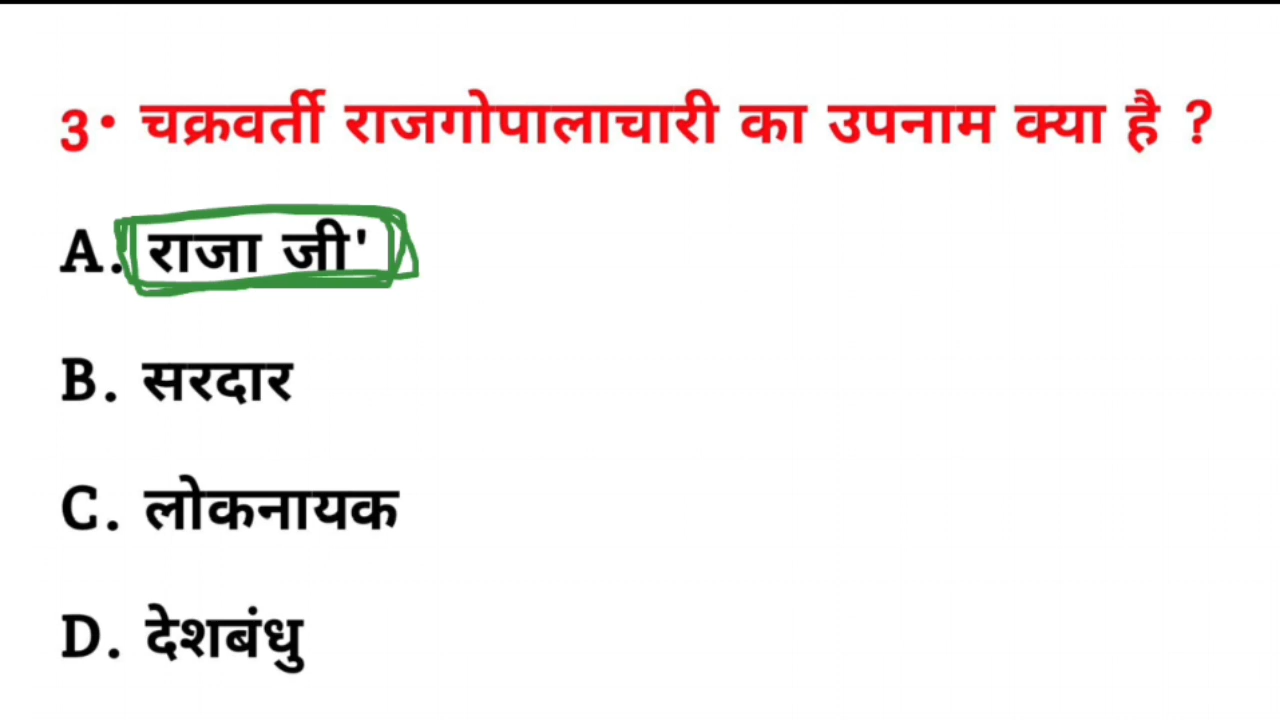 3• चक्रवर्ती राजगोपालाचारी का उपनाम क्या है ?
A. राजा जी'
B. सरदार
C. लोकनायक
D. देशबंधु